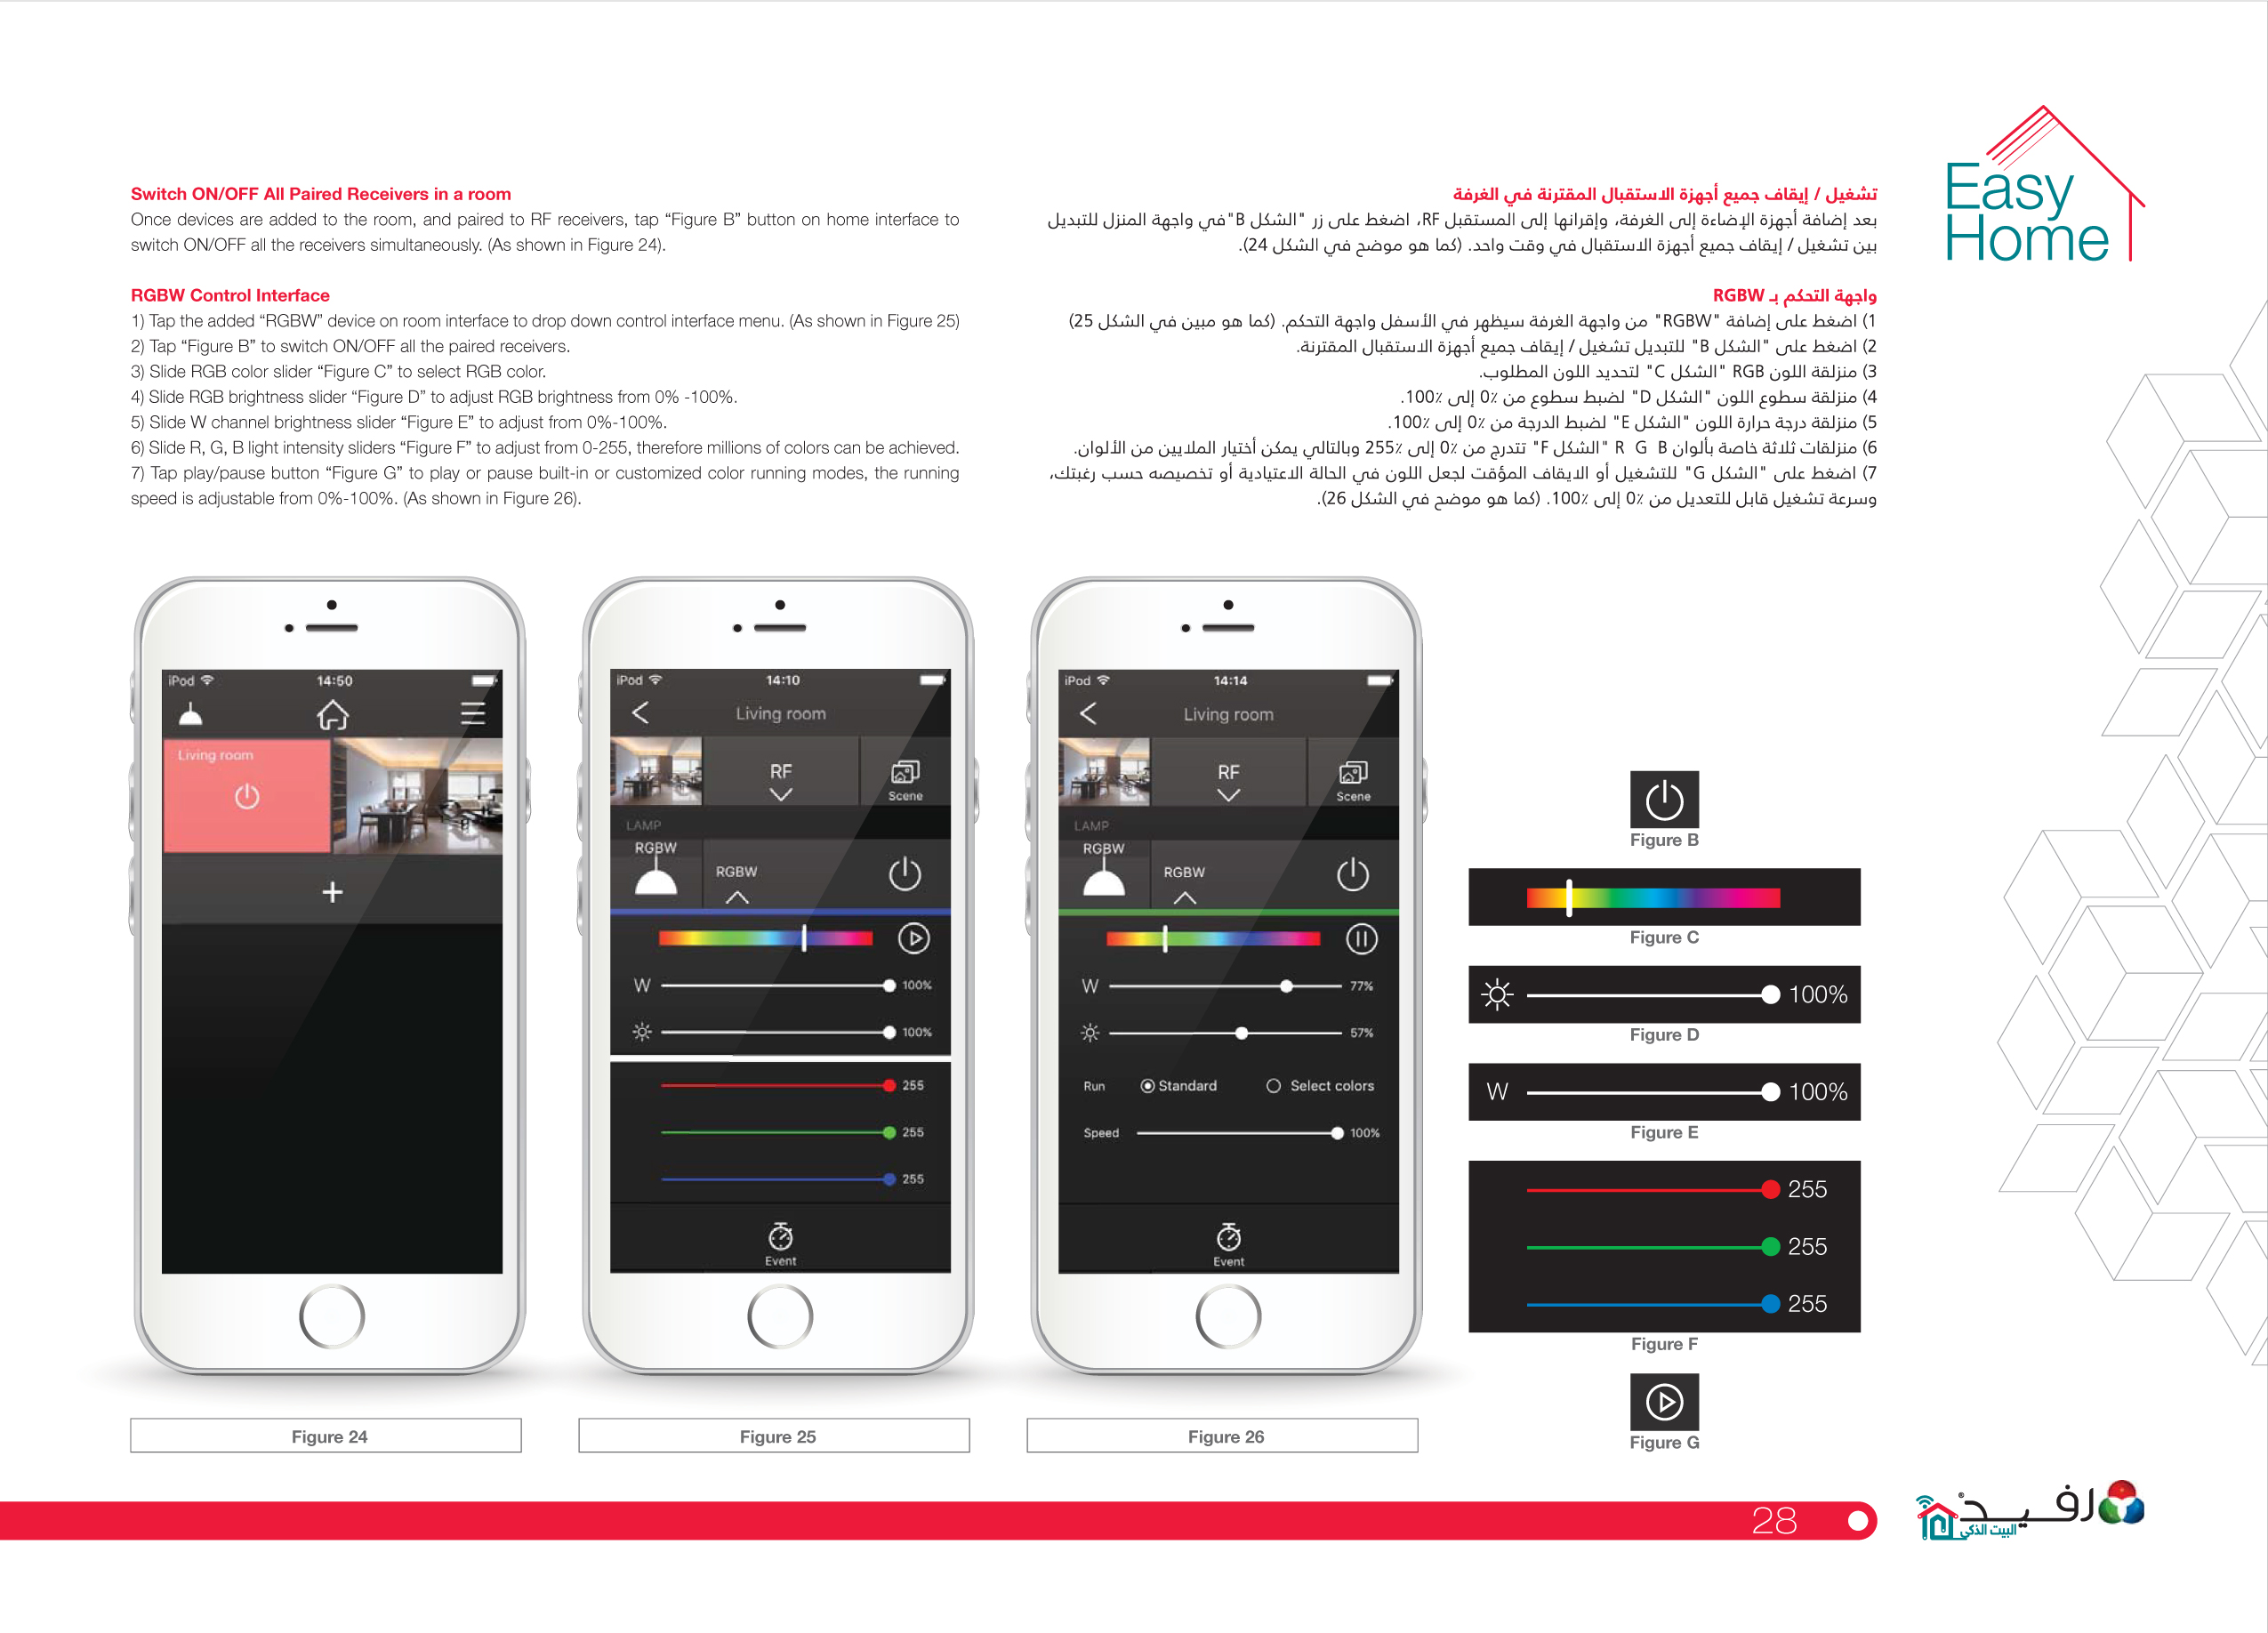 Switch ON/OFF All Paired Receivers in a room
Once devices are added to the room, and paired to RF receivers, tap “Figure B” button on home interface to
switch ON/OFF all the receivers simultaneously. (As shown in Figure 24).
RGBW Control Interface
1) Tap the added “RGBW” device on room interface to drop down control interface menu. (As shown in Figure 25)
2) Tap “Figure B” to switch ON/OFF all the paired receivers.
3) Slide RGB color slider “Figure C” to select RGB color.
4) Slide RGB brightness slider “Figure D” to adjust RGB brightness from 0% -100%.
5) Slide W channel brightness slider “Figure E” to adjust from 0%-100%.
6) Slide R, G, B light intensity sliders “Figure F” to adjust from 0-255, therefore millions of colors can be achieved.
7) Tap play/pause button “Figure G” to play or pause built-in or customized color running modes, the running
speed is adjustable from 0%-100%. (As shown in Figure 26).
تشغيل / إيقاف جميع أجهزة الاستقبال المقترنة في الغرفة
بعد إضافة أجهزة الإضاءة إلى الغرفة، وإقرانها إلى المستقبل RF، اضغط على زر "الشكل B"في واجهة المنزل للتبديل
بين تشغيل / إيقاف جميع أجهزة الاستقبال في وقت واحد. (كما هو موضح في الشكل 24).
واجهة التحكم بـ RGBW
1) اضغط على إضافة "RGBW" من واجهة الغرفة سيظهر في الأسفل واجهة التحكم. (كما هو مبين في الشكل 25)
2) اضغط على "الشكل B" للتبديل تشغيل / إيقاف جميع أجهزة الاستقبال المقترنة.
3) منزلقة اللون RGB "الشكل C" لتحديد اللون المطلوب.
4) منزلقة سطوع اللون "الشكل D" لضبط سطوع من 0٪ إلى 100٪.
5) منزلقة درجة حرارة اللون "الشكل E" لضبط الدرجة من 0٪ إلى 100٪.
6) منزلقات ثلاثة خاصة بألوان R G B "الشكل F" تتدرج من 0٪ إلى 255٪ وبالتالي يمكن أختيار الملايين من الألوان.
7) اضغط على "الشكل G" للتشغيل أو الايقاف المؤقت لجعل اللون في الحالة الاعتيادية أو تخصيصه حسب رغبتك،
وسرعة تشغيل قابل للتعديل من 0٪ إلى 100٪. (كما هو موضح في الشكل 26).
Easy
Home
iPod 14:50
Living room
+
Figure 24
iPod 14:10
Living room
RF
Scene
LAMP
RGBW
RGBW
W 100%
100%
255
255
255
Event
Figure 25
iPod 14:14
Living room
RF
Scene
LAMP
RGBW
RGBW
W 77%
57%
Run Standard Select colors
Speed 100%
Event
Figure 26
Figure B
Figure C
100%
Figure D
W 100%
Figure E
255
255
255
Figure F
Figure G
28
رفيد®
البيت الذكي